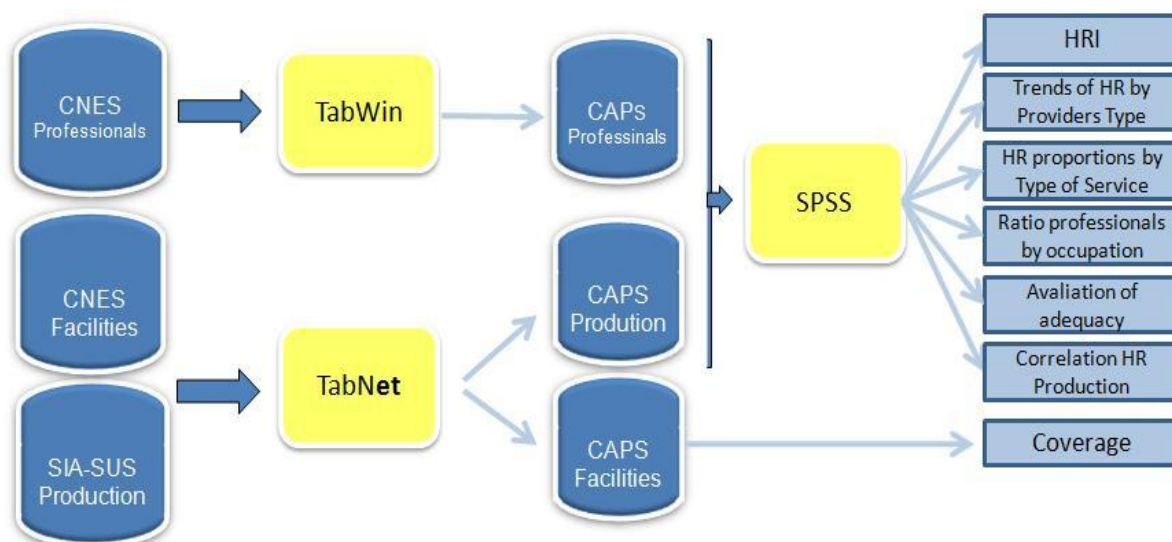 CNES
Professionals
TabWin
CAPs
Professinals
CNES
Facilities
SIA-SUS
Production
TabNet
CAPS
Prodution
CAPS
Facilities
SPSS
HRI
Trends of HR by
Providers Type
HR proportions by
Type of Service
Ratio professionals
by occupation
Avaliation of
adequacy
Correlation HR
Production
Coverage